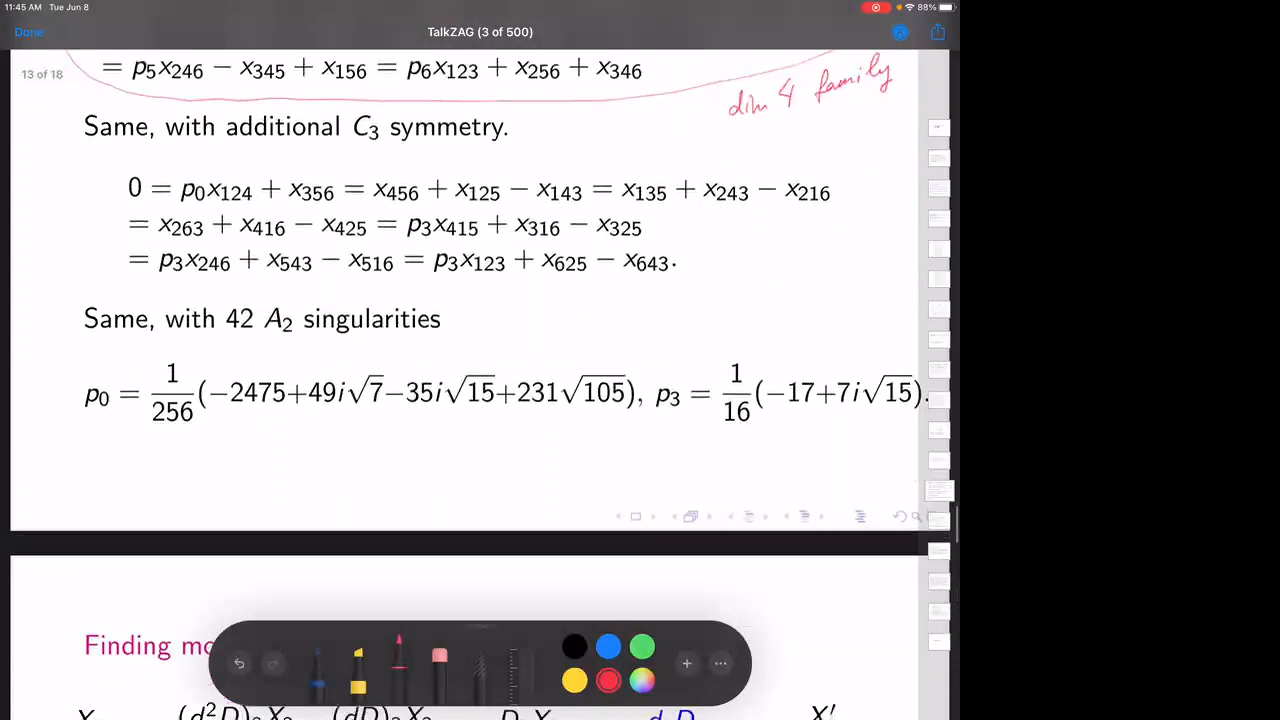 11:45 AM Tue Jun 8
88%
Done
TalkZAG (3 of 500)
13 of 18
= p₅x₂₄₆ − x₃₄₅ + x₁₅₆ = p₆x₁₂₃ + x₂₅₆ + x₃₄₆
dim 4 family
Same, with additional C₃ symmetry.
0 = p₀x₁₂₄ + x₃₅₆ = x₄₅₆ + x₁₂₅ − x₁₄₃ = x₁₃₅ + x₂₄₃ − x₂₁₆
= x₂₆₃ + x₄₁₆ − x₄₂₅ = p₃x₄₁₅ + x₃₁₆ − x₃₂₅
= p₃x₂₄₆ + x₅₄₃ − x₅₁₆ = p₃x₁₂₃ + x₆₂₅ − x₆₄₃.
Same, with 42 A₂ singularities
p₀ = 1/256 (−2475+49i√7−35i√15+231√105), p₃ = 1/16 (−17+7i√15).
Finding mo